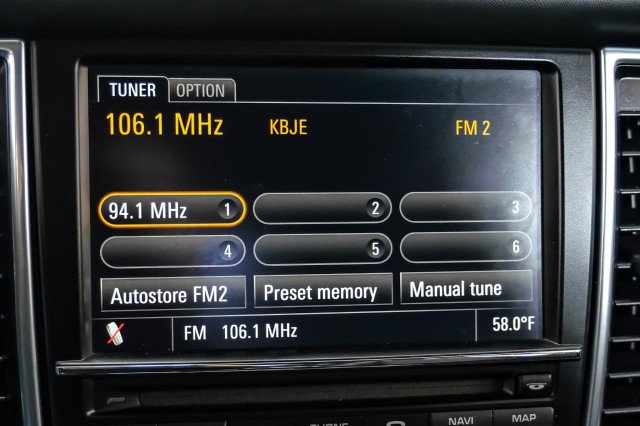 TUNER OPTION
106.1 MHz KBJE FM 2
94.1 MHz 1 2 3
4 5 6
Autostore FM2 Preset memory Manual tune
FM 106.1 MHz 58.0°F
NAVI MAP